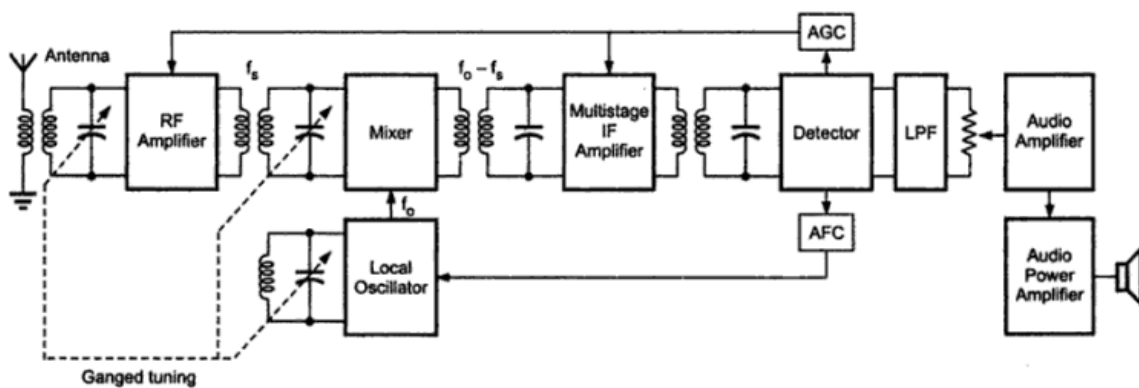 AGC
Antenna
fs
fo – fs
RF
Amplifier
Mixer
Multistage
IF
Amplifier
Detector
LPF
Audio
Amplifier
fo
AFC
Local
Oscillator
Audio
Power
Amplifier
Ganged tuning